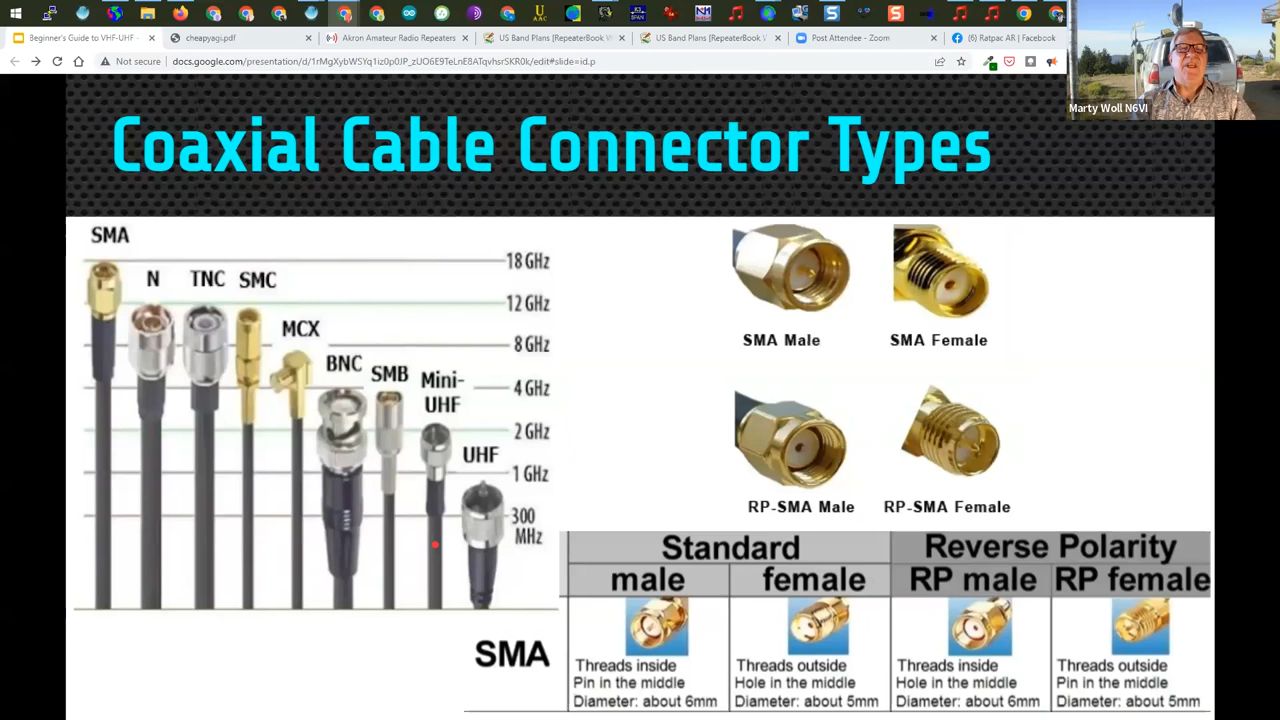 Beginner's Guide to VHF-UHF -
cheapyagi.pdf
Akron Amateur Radio Repeaters
US Band Plans [RepeaterBook
US Band Plans [RepeaterBook
Post Attendee - Zoom
(6) Ratpac AR | Facebook
Not secure
docs.google.com/presentation/d/1rMgXybWSYq1iz0p0JP_zUO6E9TeLnE8ATqvhsrSKR0k/edit#slide=id.p
Marty Woll N6VI
Coaxial Cable Connector Types
SMA
N
TNC
SMC
MCX
BNC
SMB
Mini-
UHF
UHF
18 GHz
12 GHz
8 GHz
4 GHz
2 GHz
1 GHz
300
MHz
SMA Male
SMA Female
RP-SMA Male
RP-SMA Female
Standard
Reverse Polarity
male
female
RP male
RP female
SMA
Threads inside
Pin in the middle
Diameter: about 6mm
Threads outside
Hole in the middle
Diameter: about 5mm
Threads inside
Hole in the middle
Diameter: about 6mm
Threads outside
Pin in the middle
Diameter: about 5mm